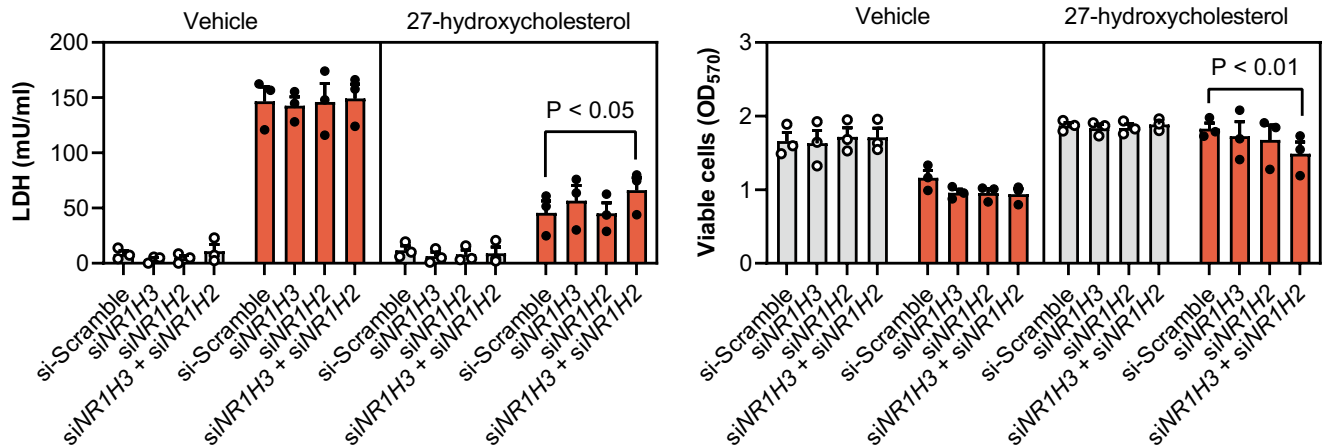 Vehicle
27-hydroxycholesterol
LDH (mU/ml)
200
150
100
50
0
P < 0.05
si-Scramble
siNR1H3
siNR1H2
siNR1H3 + siNR1H2
si-Scramble
siNR1H3
siNR1H2
siNR1H3 + siNR1H2
si-Scramble
siNR1H3
siNR1H2
siNR1H3 + siNR1H2
si-Scramble
siNR1H3
siNR1H2
siNR1H3 + siNR1H2
Vehicle
27-hydroxycholesterol
Viable cells (OD570)
3
2
1
0
P < 0.01
si-Scramble
siNR1H3
siNR1H2
siNR1H3 + siNR1H2
si-Scramble
siNR1H3
siNR1H2
siNR1H3 + siNR1H2
si-Scramble
siNR1H3
siNR1H2
siNR1H3 + siNR1H2
si-Scramble
siNR1H3
siNR1H2
siNR1H3 + siNR1H2